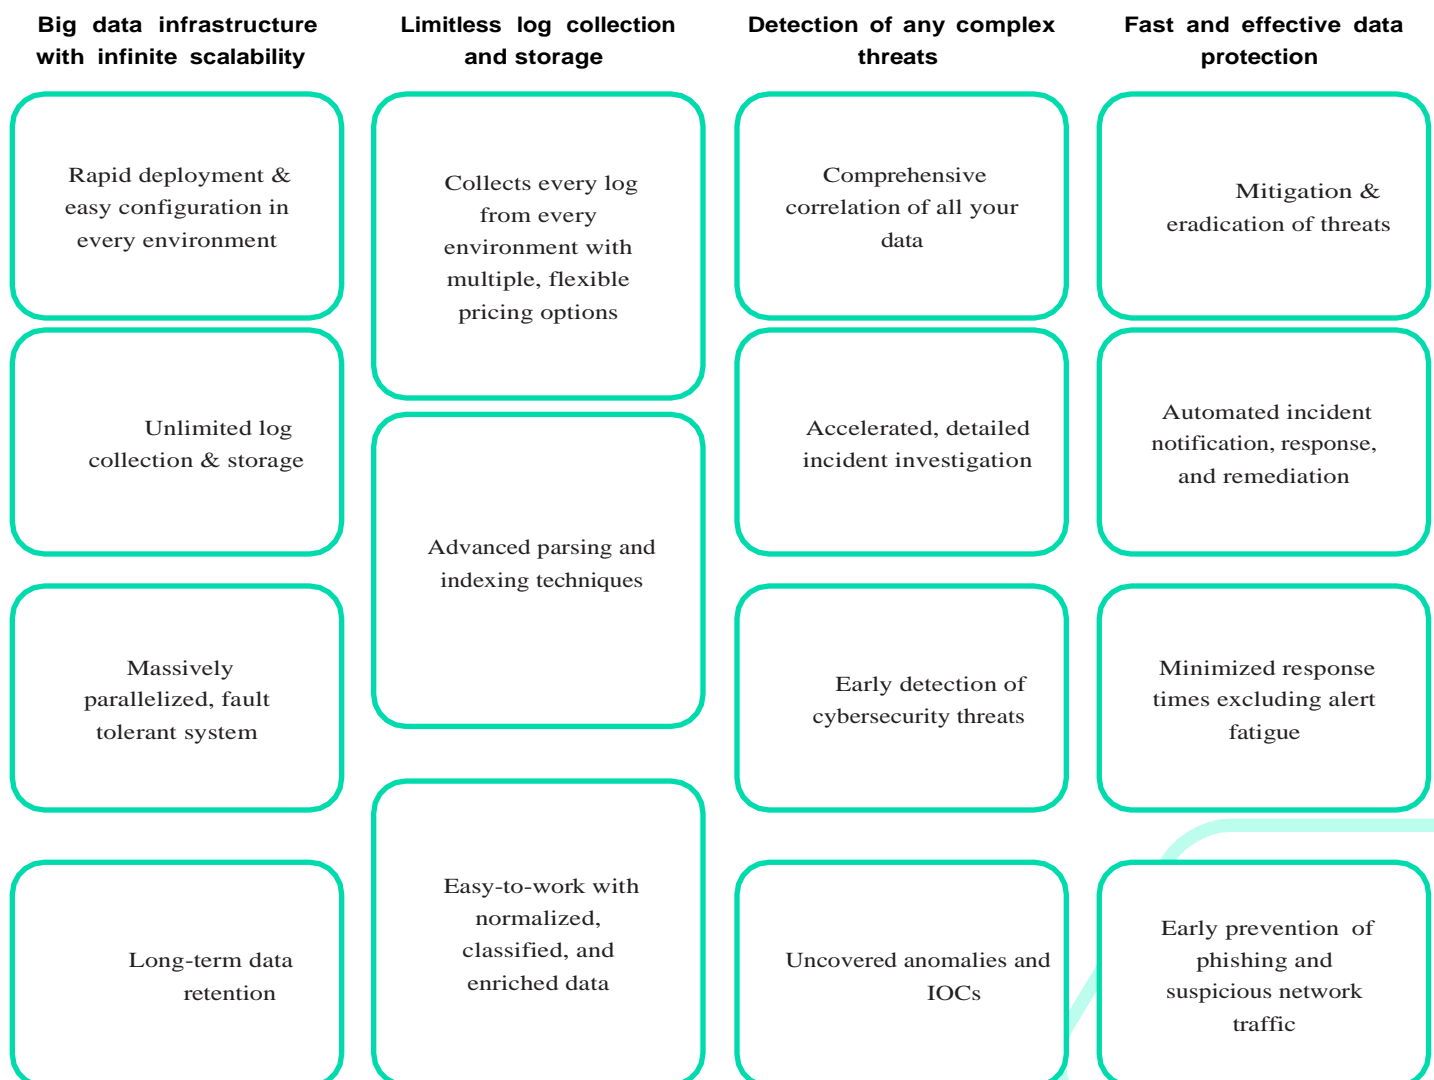 Big data infrastructure
with infinite scalability
Rapid deployment &
easy configuration in
every environment
Unlimited log
collection & storage
Massively
parallelized, fault
tolerant system
Long-term data
retention
Limitless log collection
and storage
Collects every log
from every
environment with
multiple, flexible
pricing options
Advanced parsing and
indexing techniques
Easy-to-work with
normalized,
classified, and
enriched data
Detection of any complex
threats
Comprehensive
correlation of all your
data
Accelerated, detailed
incident investigation
Early detection of
cybersecurity threats
Uncovered anomalies and
IOCs
Fast and effective data
protection
Mitigation &
eradication of threats
Automated incident
notification, response,
and remediation
Minimized response
times excluding alert
fatigue
Early prevention of
phishing and
suspicious network
traffic